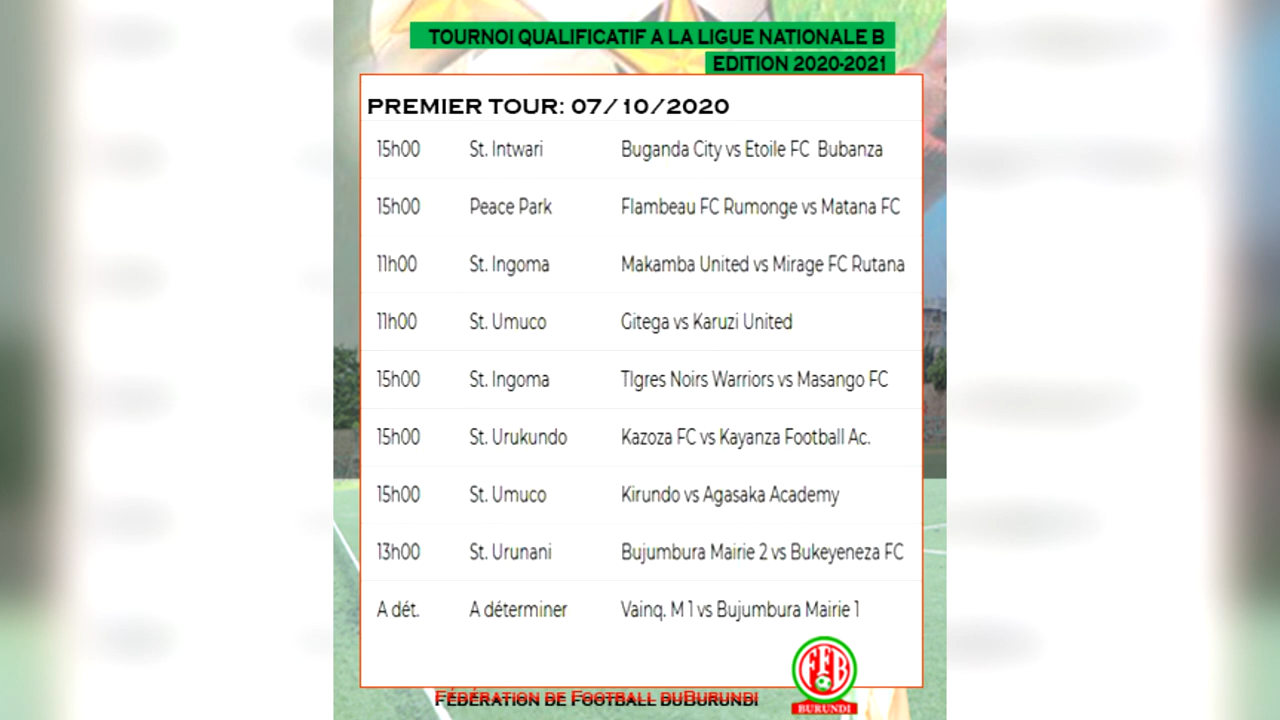 TOURNOI QUALIFICATIF A LA LIGUE NATIONALE B
EDITION 2020-2021
PREMIER TOUR: 07/10/2020
15h00 St. Intwari Buganda City vs Etoile FC Bubanza
15h00 Peace Park Flambeau FC Rumonge vs Matana FC
11h00 St. Ingoma Makamba United vs Mirage FC Rutana
11h00 St. Umuco Gitega vs Karuzi United
15h00 St. Ingoma TIgres Noirs Warriors vs Masango FC
15h00 St. Urukundo Kazoza FC vs Kayanza Football Ac.
15h00 St. Umuco Kirundo vs Agasaka Academy
13h00 St. Urunani Bujumbura Mairie 2 vs Bukeyeneza FC
A dét. A déterminer Vainq. M 1 vs Bujumbura Mairie 1
FFB
BURUNDI
FÉDÉRATION DE FOOTBALL DUBURUNDI